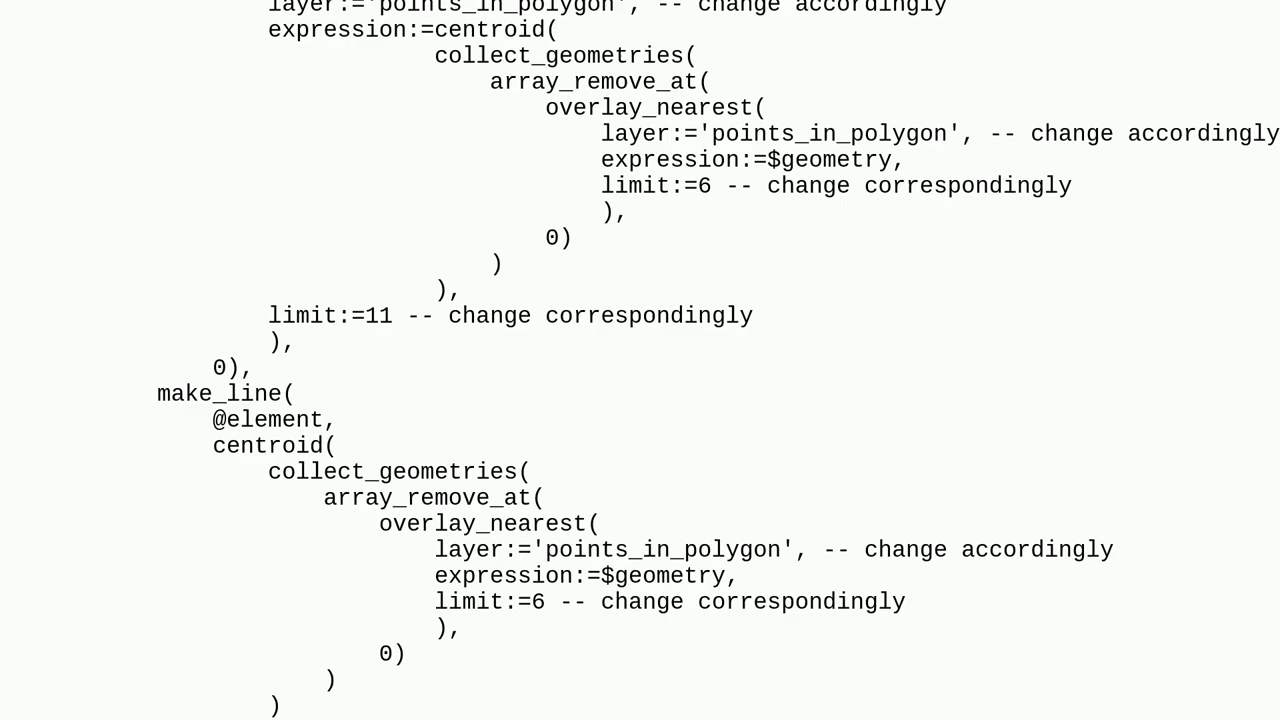 layer:='points_in_polygon', -- change accordingly
expression:=centroid(
collect_geometries(
array_remove_at(
overlay_nearest(
layer:='points_in_polygon', -- change accordingly
expression:=$geometry,
limit:=6 -- change correspondingly
),
0)
)
),
limit:=11 -- change correspondingly
),
0),
make_line(
@element,
centroid(
collect_geometries(
array_remove_at(
overlay_nearest(
layer:='points_in_polygon', -- change accordingly
expression:=$geometry,
limit:=6 -- change correspondingly
),
0)
)
)